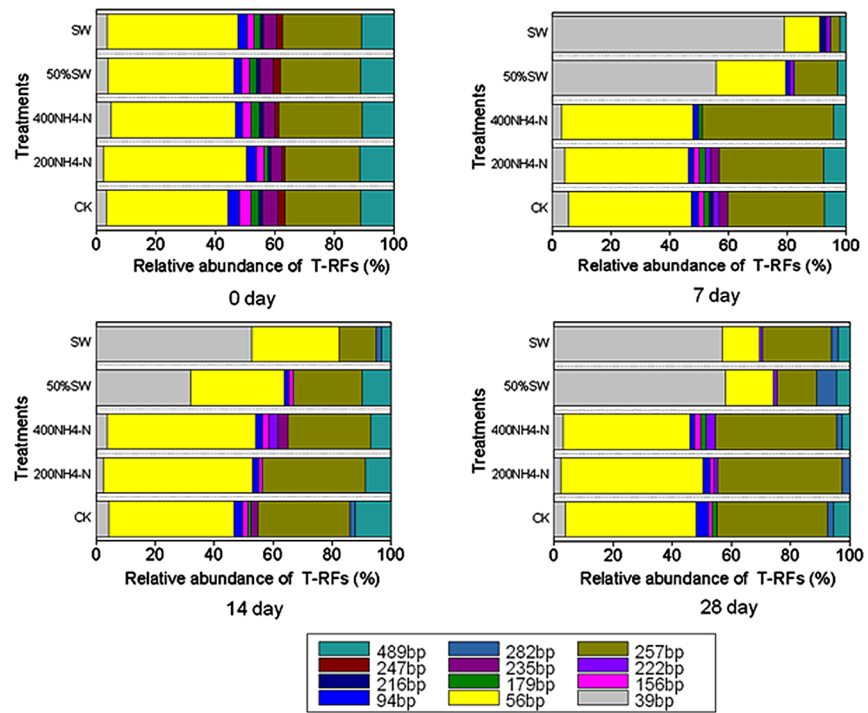 Treatments
SW
50%SW
400NH4-N
200NH4-N
CK
0 20 40 60 80 100
Relative abundance of T-RFs (%)
0 day
Treatments
SW
50%SW
400NH4-N
200NH4-N
CK
0 20 40 60 80 100
Relative abundance of T-RFs (%)
7 day
Treatments
SW
50%SW
400NH4-N
200NH4-N
CK
0 20 40 60 80 100
Relative abundance of T-RFs (%)
14 day
Treatments
SW
50%SW
400NH4-N
200NH4-N
CK
0 20 40 60 80 100
Relative abundance of T-RFs (%)
28 day
489bp 282bp 257bp
247bp 235bp 222bp
216bp 179bp 156bp
94bp 56bp 39bp